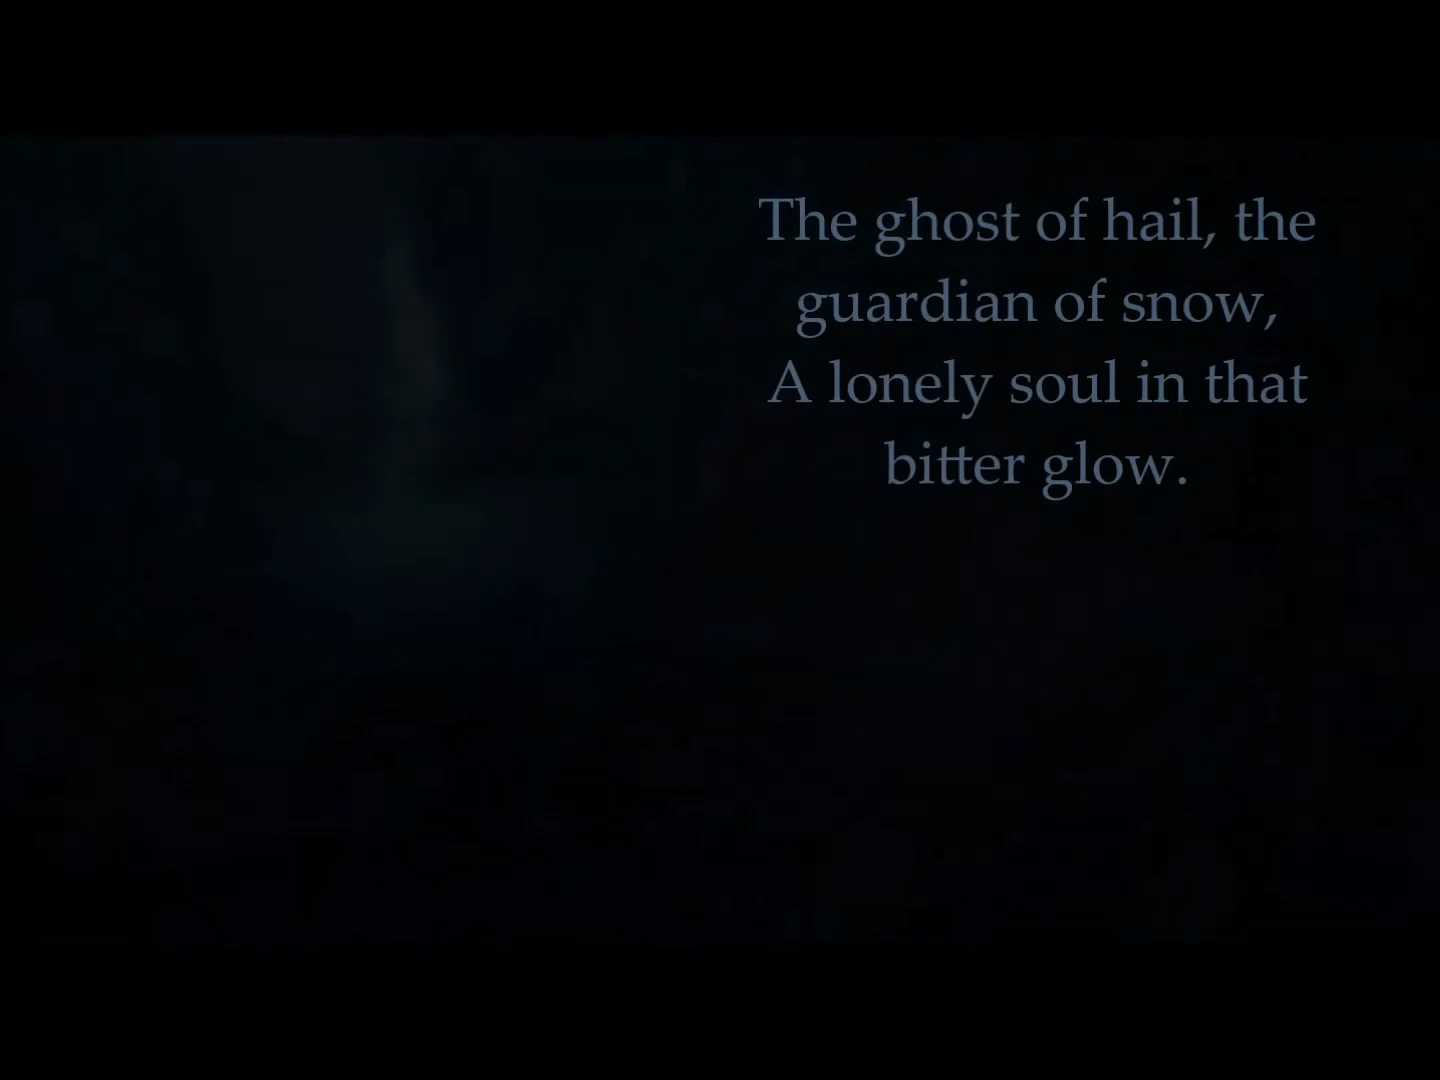 The ghost of hail, the
guardian of snow,
A lonely soul in that
bitter glow.